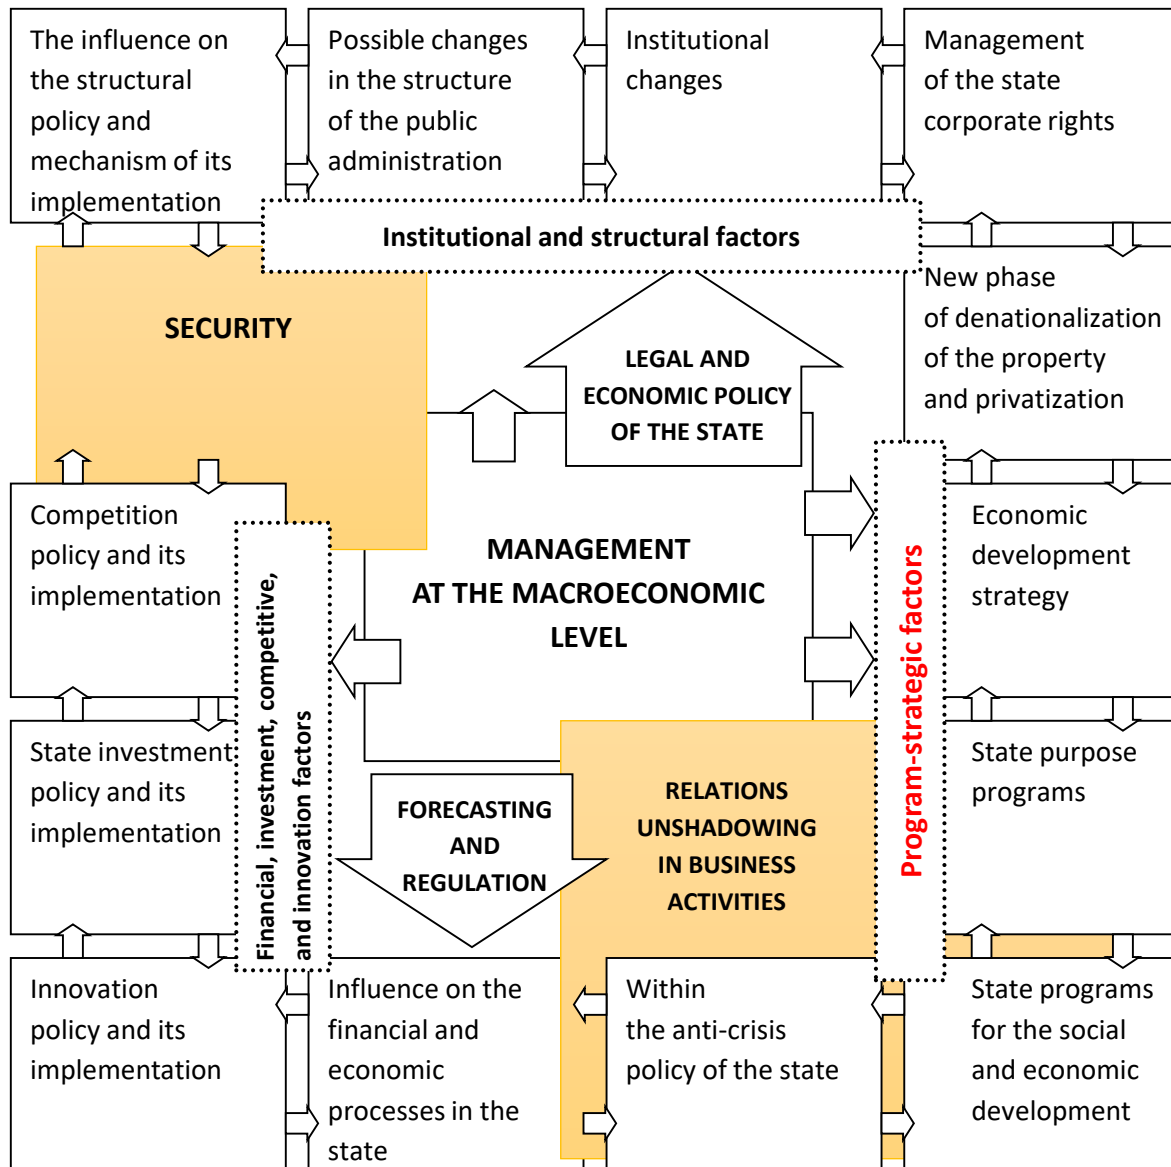 The influence on
the structural
policy and
mechanism of its
implementation
Possible changes
in the structure
of the public
administration
Institutional
changes
Management
of the state
corporate rights
Institutional and structural factors
SECURITY
LEGAL AND
ECONOMIC POLICY
OF THE STATE
New phase
of denationalization
of the property
and privatization
Competition
policy and its
implementation
Financial, investment, competitive,
and innovation factors
MANAGEMENT
AT THE MACROECONOMIC
LEVEL
Program-strategic factors
Economic
development
strategy
State investment
policy and its
implementation
FORECASTING
AND
REGULATION
RELATIONS
UNSHADOWING
IN BUSINESS
ACTIVITIES
State purpose
programs
Innovation
policy and its
implementation
Influence on the
financial and
economic
processes in the
state
Within
the anti-crisis
policy of the state
State programs
for the social
and economic
development